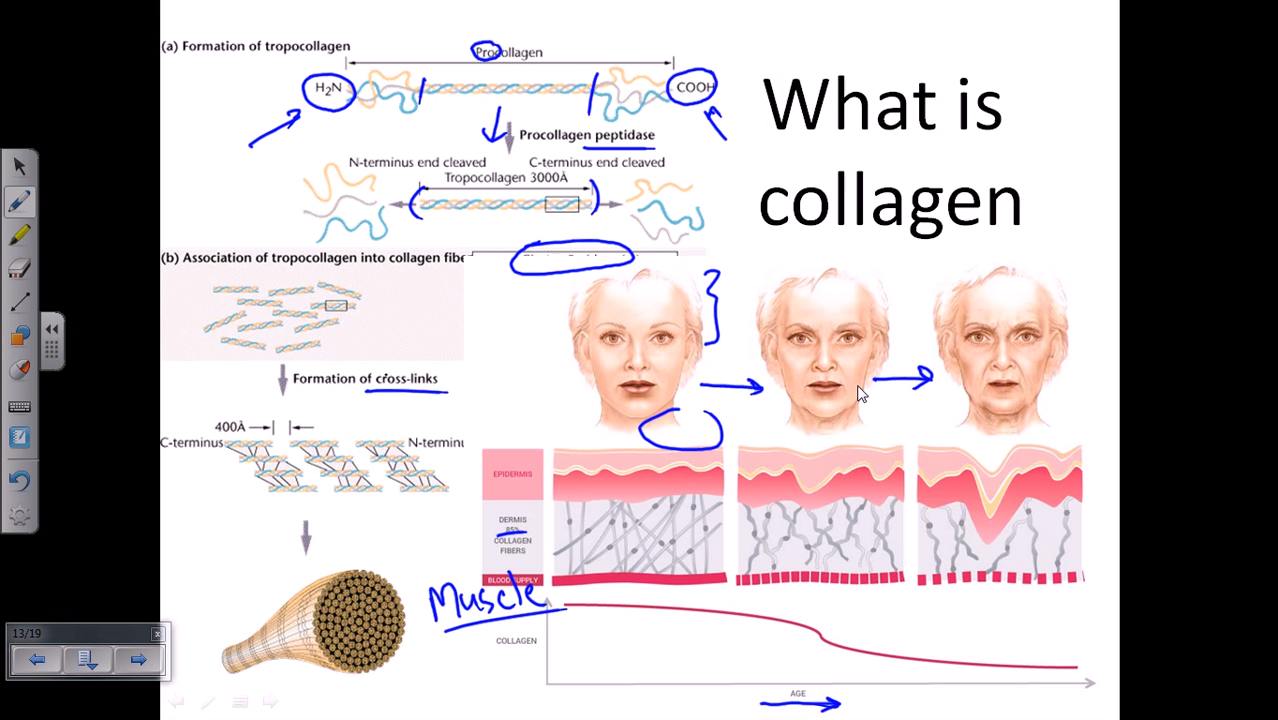 (a) Formation of tropocollagen
Procollagen
H2N
COOH
What is
collagen
Procollagen peptidase
N-terminus end cleaved
C-terminus end cleaved
Tropocollagen 3000Å
(b) Association of tropocollagen into collagen fibe
Formation of cross-links
400Å
C-terminus
N-terminu
EPIDERMIS
DERMIS
85%
COLLAGEN
FIBERS
BLOOD SUPPLY
Muscle
COLLAGEN
AGE
13/19